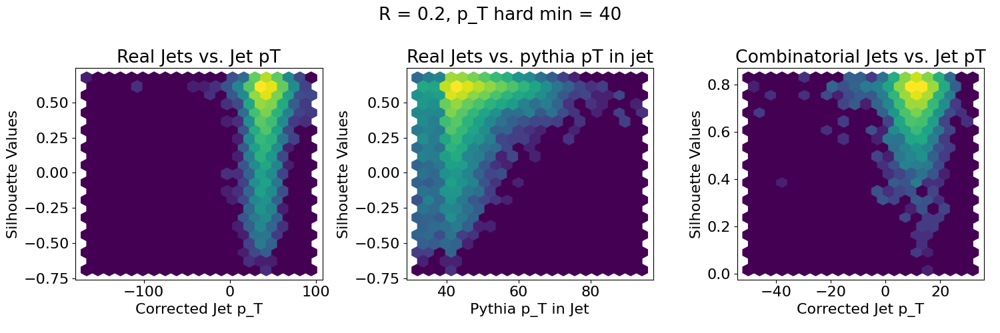 R = 0.2, p_T hard min = 40
Real Jets vs. Jet pT
Silhouette Values
0.50
0.25
0.00
−0.25
−0.50
−0.75
−100
0
100
Corrected Jet p_T
Real Jets vs. pythia pT in jet
Silhouette Values
0.50
0.25
0.00
−0.25
−0.50
−0.75
40
60
80
Pythia p_T in Jet
Combinatorial Jets vs. Jet pT
Silhouette Values
0.8
0.6
0.4
0.2
0.0
−40
−20
0
20
Corrected Jet p_T